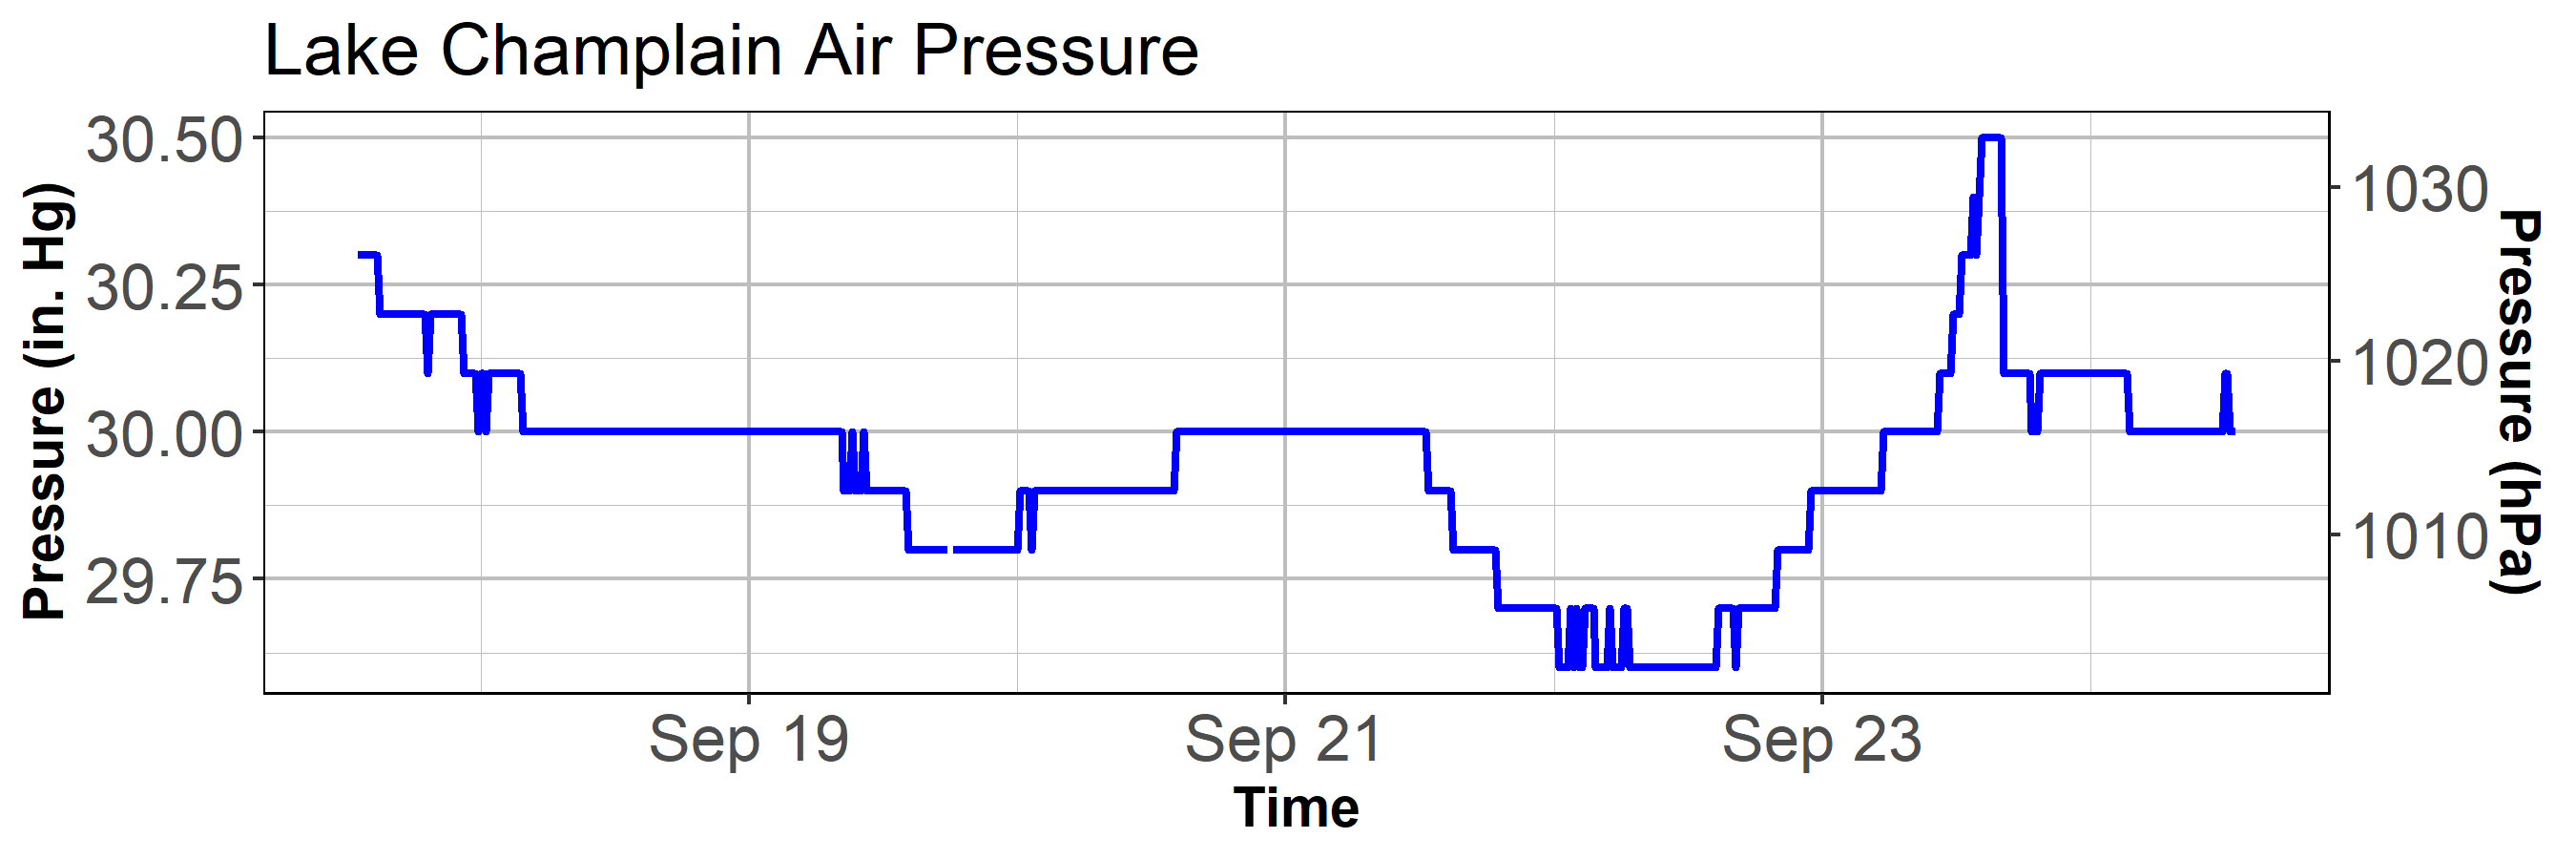 Lake Champlain Air Pressure
Pressure (in. Hg)
30.50
30.25
30.00
29.75
1030
1020
1010
Pressure (hPa)
Sep 19
Sep 21
Sep 23
Time